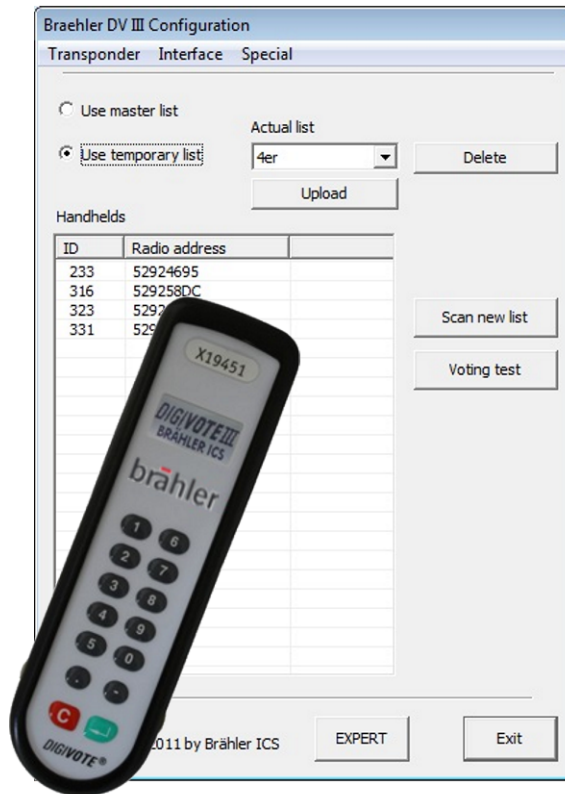 Braehler DV III Configuration
Transponder Interface Special
Use master list
Actual list
Use temporary list
4er
Delete
Upload
Handhelds
ID Radio address
233 52924695
316 529258DC
323 5292
331 529
Scan new list
Voting test
X19451
DIGIVOTE III
BRÄHLER ICS
brähler
1 6
2 7
3 8
4 9
5 0
. -
C
DIGIVOTE®
2011 by Brähler ICS
EXPERT
Exit